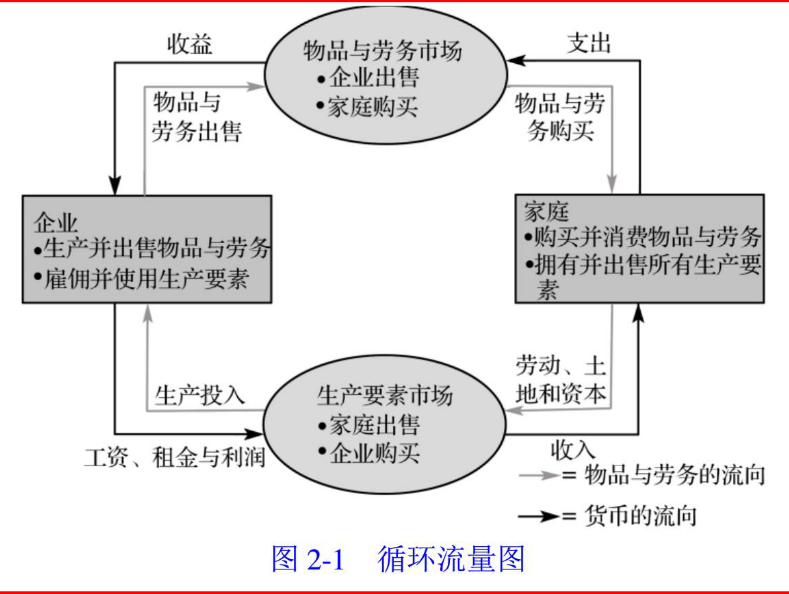 收益
物品与劳务市场
•企业出售
•家庭购买
支出
物品与
劳务出售
物品与劳
务购买
企业
•生产并出售物品与劳务
•雇佣并使用生产要素
家庭
•购买并消费物品与劳务
•拥有并出售所有生产要
素
生产投入
生产要素市场
•家庭出售
•企业购买
劳动、土
地和资本
工资、租金与利润
收入
= 物品与劳务的流向
= 货币的流向
图 2-1 循环流量图